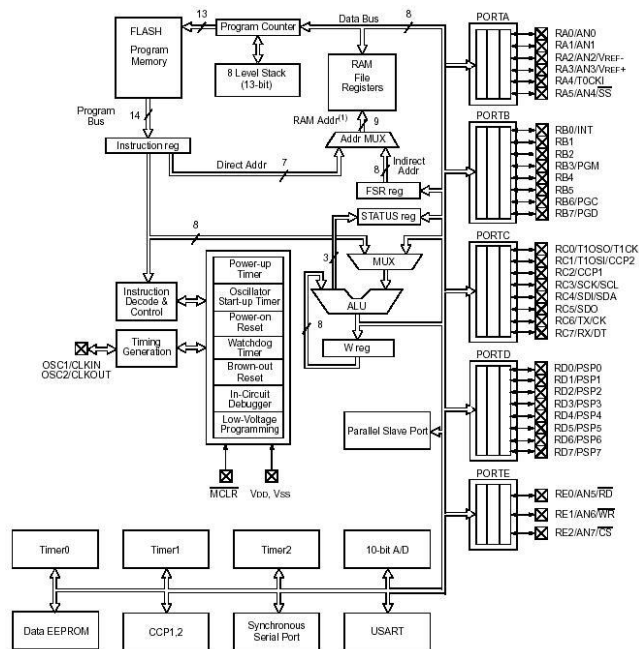 13
Data Bus
8
FLASH
Program
Memory
Program Counter
8 Level Stack
(13-bit)
RAM
File
Registers
Program
Bus
14
RAM Addr(1)
9
Instruction reg
Addr MUX
Direct Addr
7
8
Indirect
Addr
FSR reg
STATUS reg
8
3
MUX
Instruction
Decode &
Control
Timing
Generation
OSC1/CLKIN
OSC2/CLKOUT
Power-up
Timer
Oscillator
Start-up Timer
Power-on
Reset
Watchdog
Timer
Brown-out
Reset
In-Circuit
Debugger
Low-Voltage
Programming
ALU
8
W reg
MCLR
VDD, VSS
Parallel Slave Port
PORTA
RA0/AN0
RA1/AN1
RA2/AN2/VREF-
RA3/AN3/VREF+
RA4/T0CKI
RA5/AN4/SS
PORTB
RB0/INT
RB1
RB2
RB3/PGM
RB4
RB5
RB6/PGC
RB7/PGD
PORTC
RC0/T1OSO/T1CK
RC1/T1OSI/CCP2
RC2/CCP1
RC3/SCK/SCL
RC4/SDI/SDA
RC5/SDO
RC6/TX/CK
RC7/RX/DT
PORTD
RD0/PSP0
RD1/PSP1
RD2/PSP2
RD3/PSP3
RD4/PSP4
RD5/PSP5
RD6/PSP6
RD7/PSP7
PORTE
RE0/AN5/RD
RE1/AN6/WR
RE2/AN7/CS
Timer0
Timer1
Timer2
10-bit A/D
Data EEPROM
CCP1,2
Synchronous
Serial Port
USART